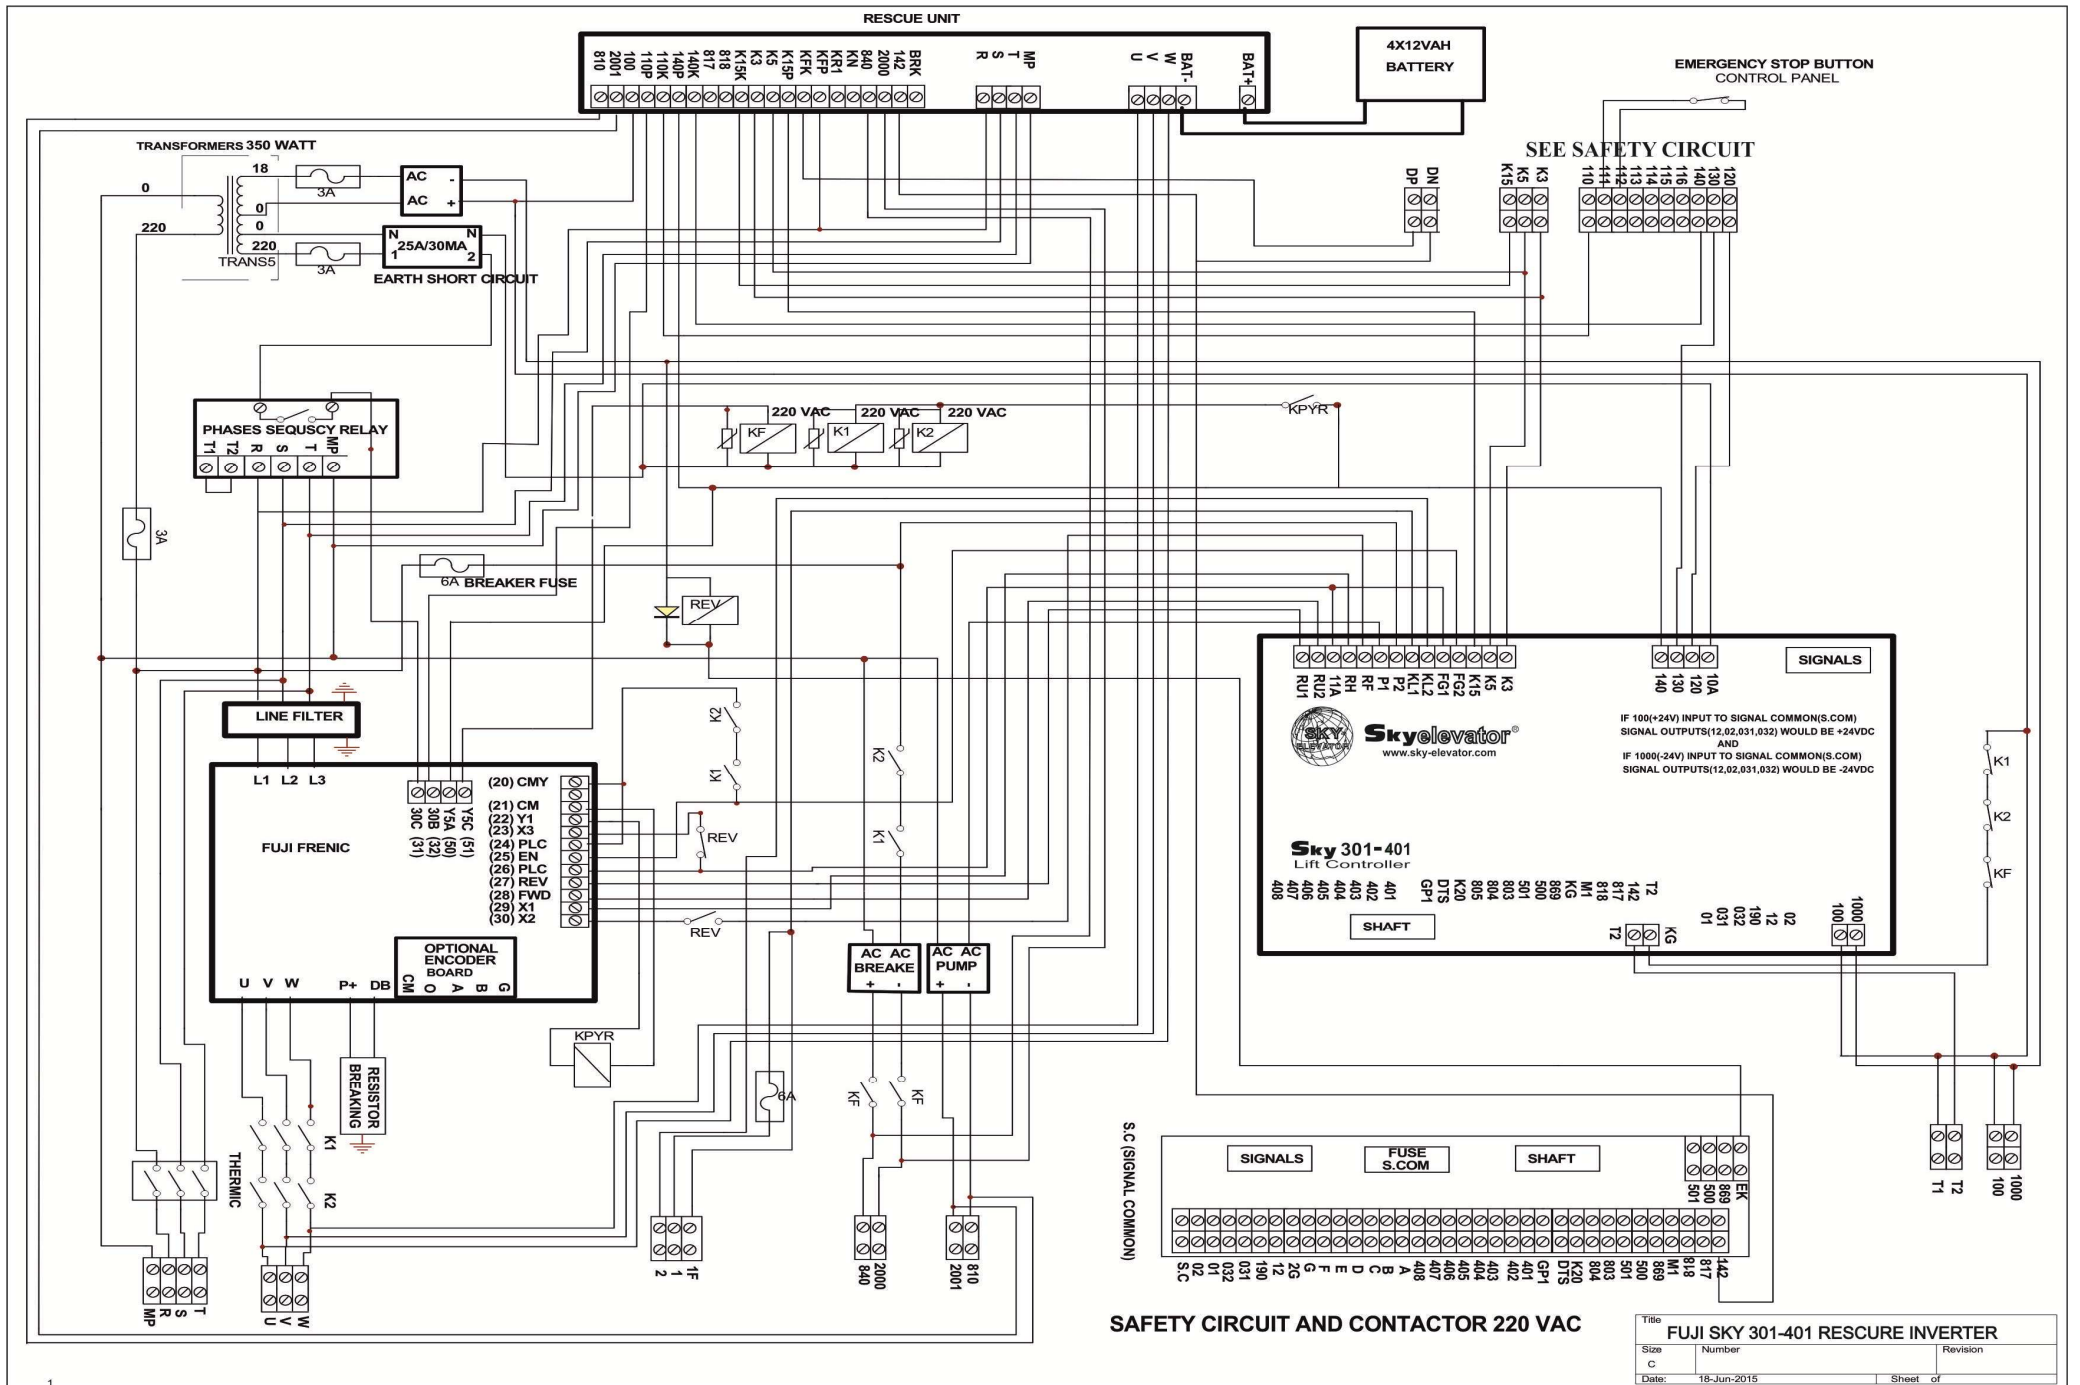 RESCUE UNIT
810
2001
100
110P
110K
140P
140K
817
818
K15K
K3
K5
K15P
KFK
KFP
KR1
KN
840
2000
142
BRK
R
S
T
MP
U
V
W
BAT-
BAT+
4X12VAH
BATTERY
EMERGENCY STOP BUTTON
CONTROL PANEL
SEE SAFETY CIRCUIT
DP
DN
K15
K5
K3
110
111
112
113
114
115
116
140
130
120
TRANSFORMERS 350 WATT
0
220
18
0
0
220
TRANS5
3A
3A
AC -
AC +
N N
25A/30MA
1 2
EARTH SHORT CIRCUIT
PHASES SEQUSCY RELAY
T1
T2
R
S
T
MP
3A
220 VAC
220 VAC
220 VAC
KF
K1
K2
KPYR
6A BREAKER FUSE
REV
LINE FILTER
L1 L2 L3
FUJI FRENIC
30C (31)
30B (32)
Y5A (50)
Y5C (51)
(20) CMY
(21) CM
(22) Y1
(23) X3
(24) PLC
(25) EN
(26) PLC
(27) REV
(28) FWD
(29) X1
(30) X2
OPTIONAL
ENCODER
BOARD
CM
O
A
B
G
U V W
P+ DB
K2
K1
REV
REV
K2
K1
AC AC
BREAKE
+ -
AC AC
PUMP
+ -
KPYR
RESISTOR
BREAKING
6A
KF
KF
K1
K2
THERMIC
MP
R
S
T
U
V
W
2
1
1F
840
2000
2001
810
RU1
RU2
11A
RH
RF
P1
P2
KL1
KL2
FG1
FG2
K15
K5
K3
140
130
120
10A
SIGNALS
SKY
ELEVATOR
Skyelevator®
www.sky-elevator.com
IF 100(+24V) INPUT TO SIGNAL COMMON(S.COM)
SIGNAL OUTPUTS(12,02,031,032) WOULD BE +24VDC
AND
IF 1000(-24V) INPUT TO SIGNAL COMMON(S.COM)
SIGNAL OUTPUTS(12,02,031,032) WOULD BE -24VDC
Sky 301-401
Lift Controller
408
407
406
405
404
403
402
401
GP1
DTS
K20
805
804
803
501
500
869
KG
M1
818
817
142
T2
SHAFT
T2
KG
01
031
032
190
12
02
100
1000
K1
K2
KF
T1
T2
100
1000
S.C (SIGNAL COMMON)
SIGNALS
FUSE
S.COM
SHAFT
501
500
869
EK
S.C
02
01
032
031
190
12
2G
G
F
E
D
C
B
A
408
407
406
405
404
403
402
401
GP1
DTS
K20
804
803
501
500
869
M1
818
817
142
SAFETY CIRCUIT AND CONTACTOR 220 VAC
Title
FUJI SKY 301-401 RESCURE INVERTER
Size Number Revision
C
Date: 18-Jun-2015 Sheet of
1